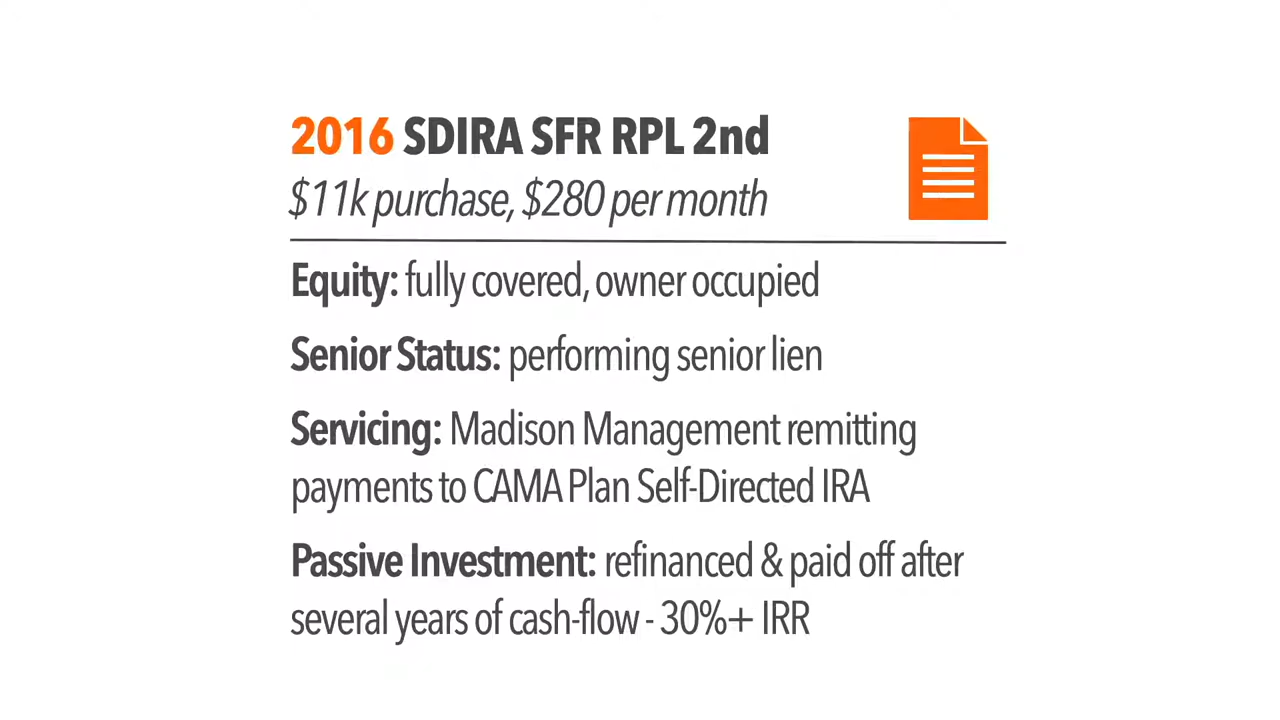 2016 SDIRA SFR RPL 2nd
$11k purchase, $280 per month
Equity: fully covered, owner occupied
Senior Status: performing senior lien
Servicing: Madison Management remitting
payments to CAMA Plan Self-Directed IRA
Passive Investment: refinanced & paid off after
several years of cash-flow - 30%+ IRR